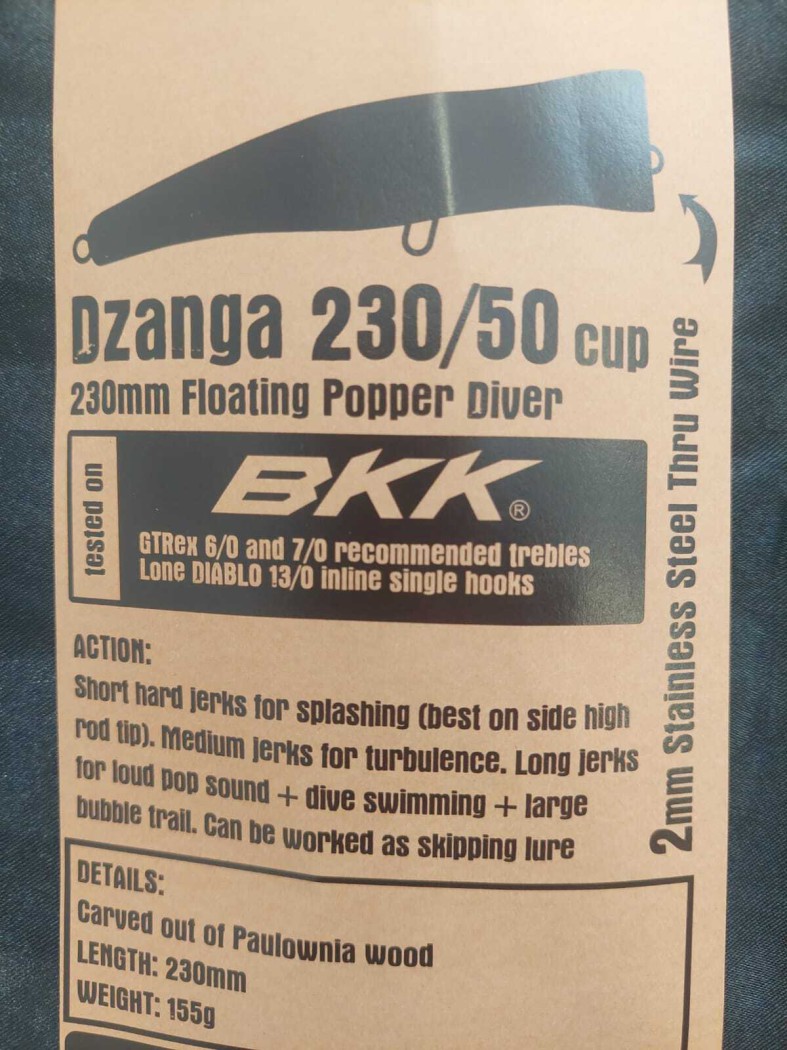 Dzanga 230/50 cup
230mm Floating Popper Diver
tested on
BKK®
GTRex 6/0 and 7/0 recommended trebles
Lone DIABLO 13/0 inline single hooks
2mm Stainless Steel Thru Wire
ACTION:
Short hard jerks for splashing (best on side high
rod tip). Medium jerks for turbulence. Long jerks
for loud pop sound + dive swimming + large
bubble trail. Can be worked as skipping lure
DETAILS:
Carved out of Paulownia wood
LENGTH: 230mm
WEIGHT: 155g